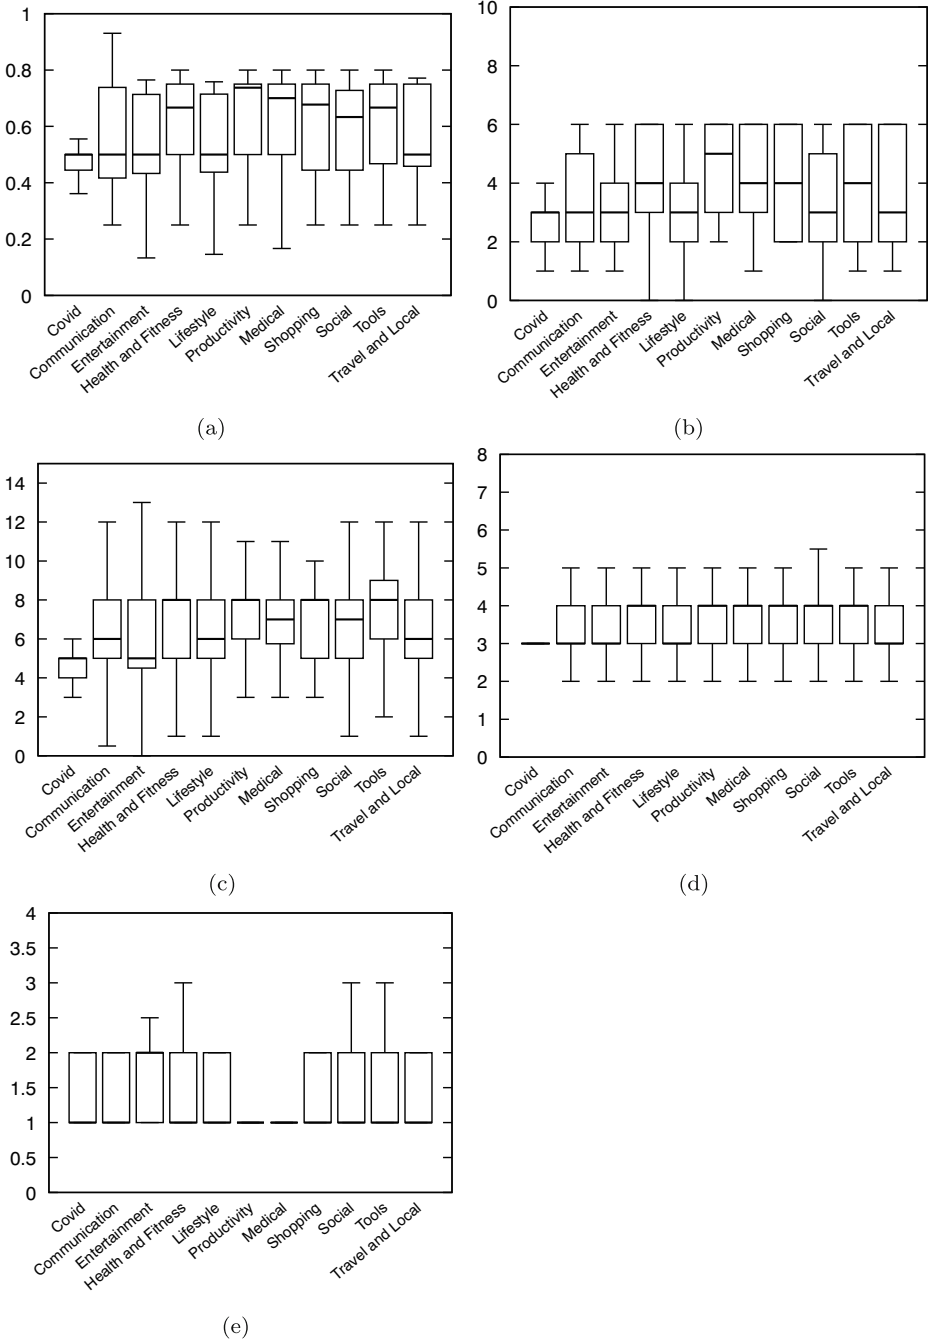 1
0.8
0.6
0.4
0.2
0
Covid
Communication
Entertainment
Health and Fitness
Lifestyle
Productivity
Medical
Shopping
Social
Tools
Travel and Local
(a)
10
8
6
4
2
0
Covid
Communication
Entertainment
Health and Fitness
Lifestyle
Productivity
Medical
Shopping
Social
Tools
Travel and Local
(b)
14
12
10
8
6
4
2
0
Covid
Communication
Entertainment
Health and Fitness
Lifestyle
Productivity
Medical
Shopping
Social
Tools
Travel and Local
(c)
8
7
6
5
4
3
2
1
0
Covid
Communication
Entertainment
Health and Fitness
Lifestyle
Productivity
Medical
Shopping
Social
Tools
Travel and Local
(d)
4
3.5
3
2.5
2
1.5
1
0.5
0
Covid
Communication
Entertainment
Health and Fitness
Lifestyle
Productivity
Medical
Shopping
Social
Tools
Travel and Local
(e)